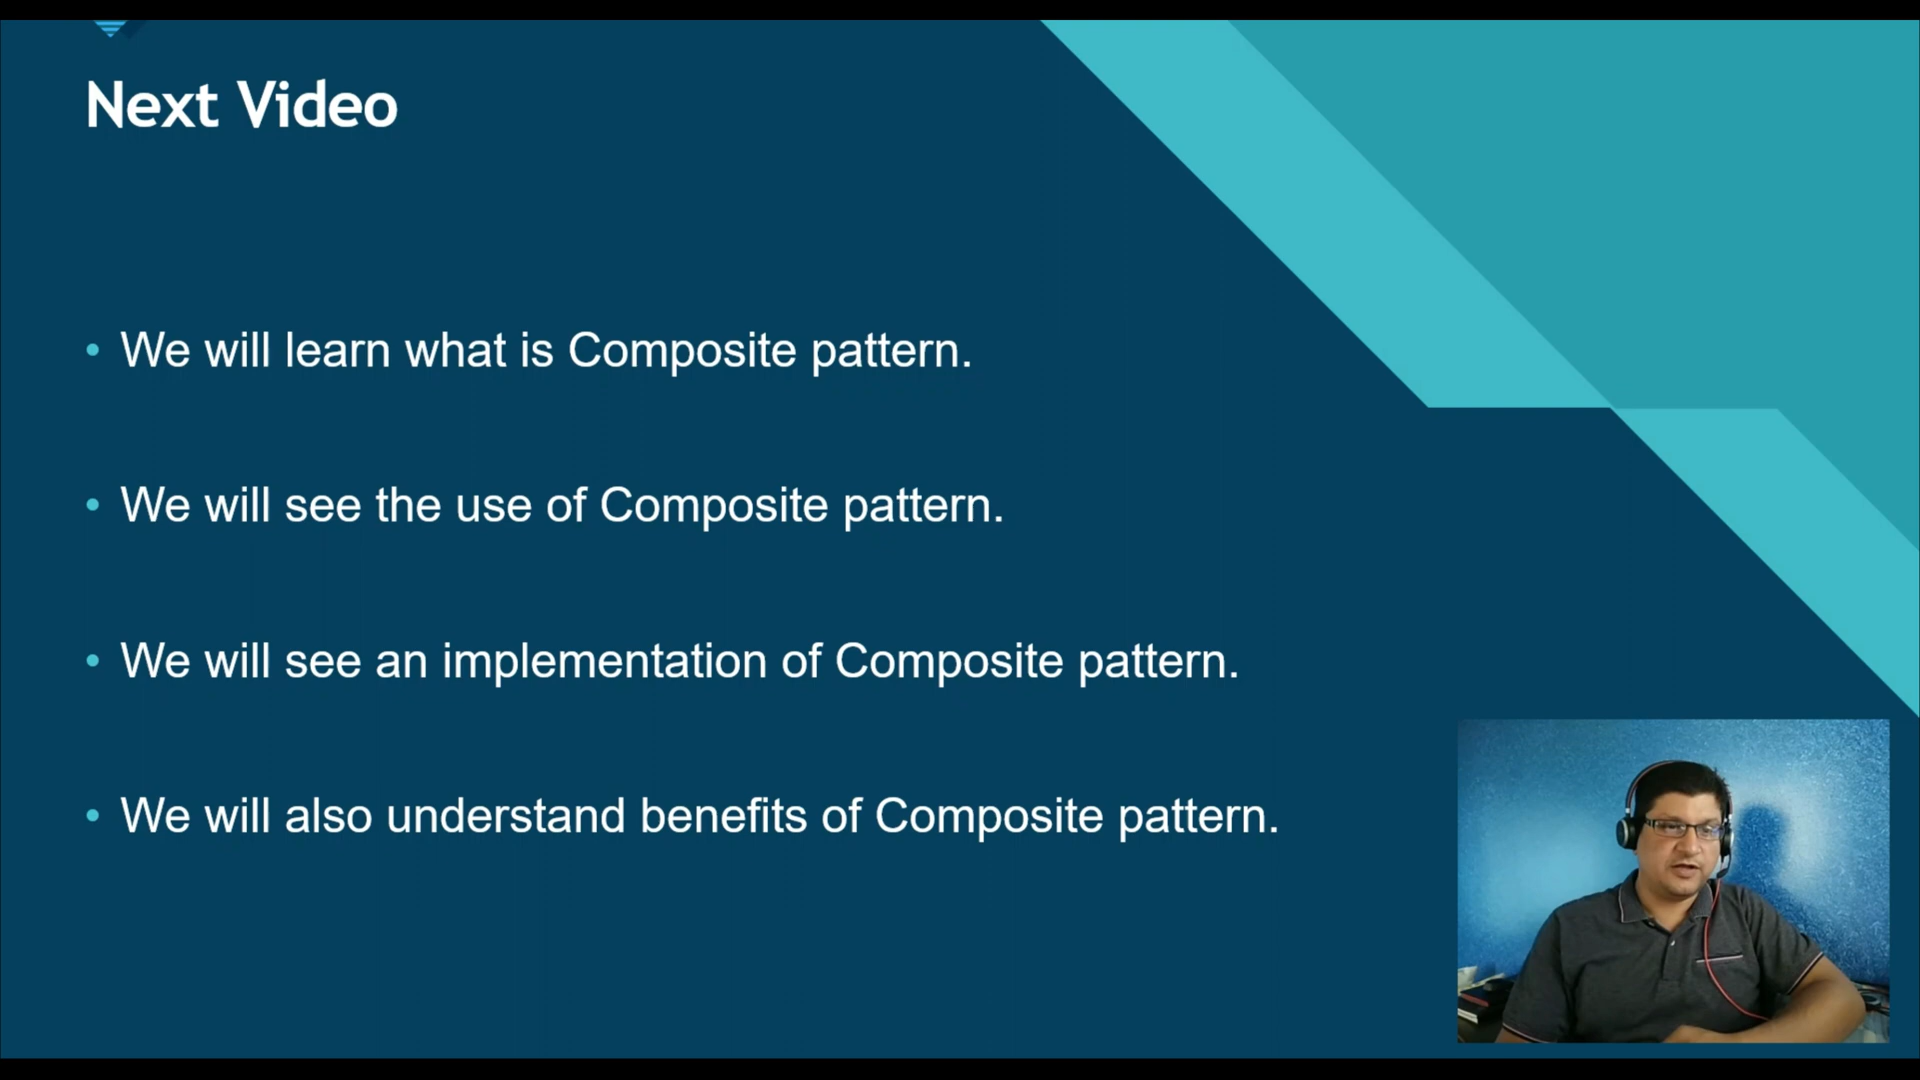 Next Video
• We will learn what is Composite pattern.
• We will see the use of Composite pattern.
• We will see an implementation of Composite pattern.
• We will also understand benefits of Composite pattern.